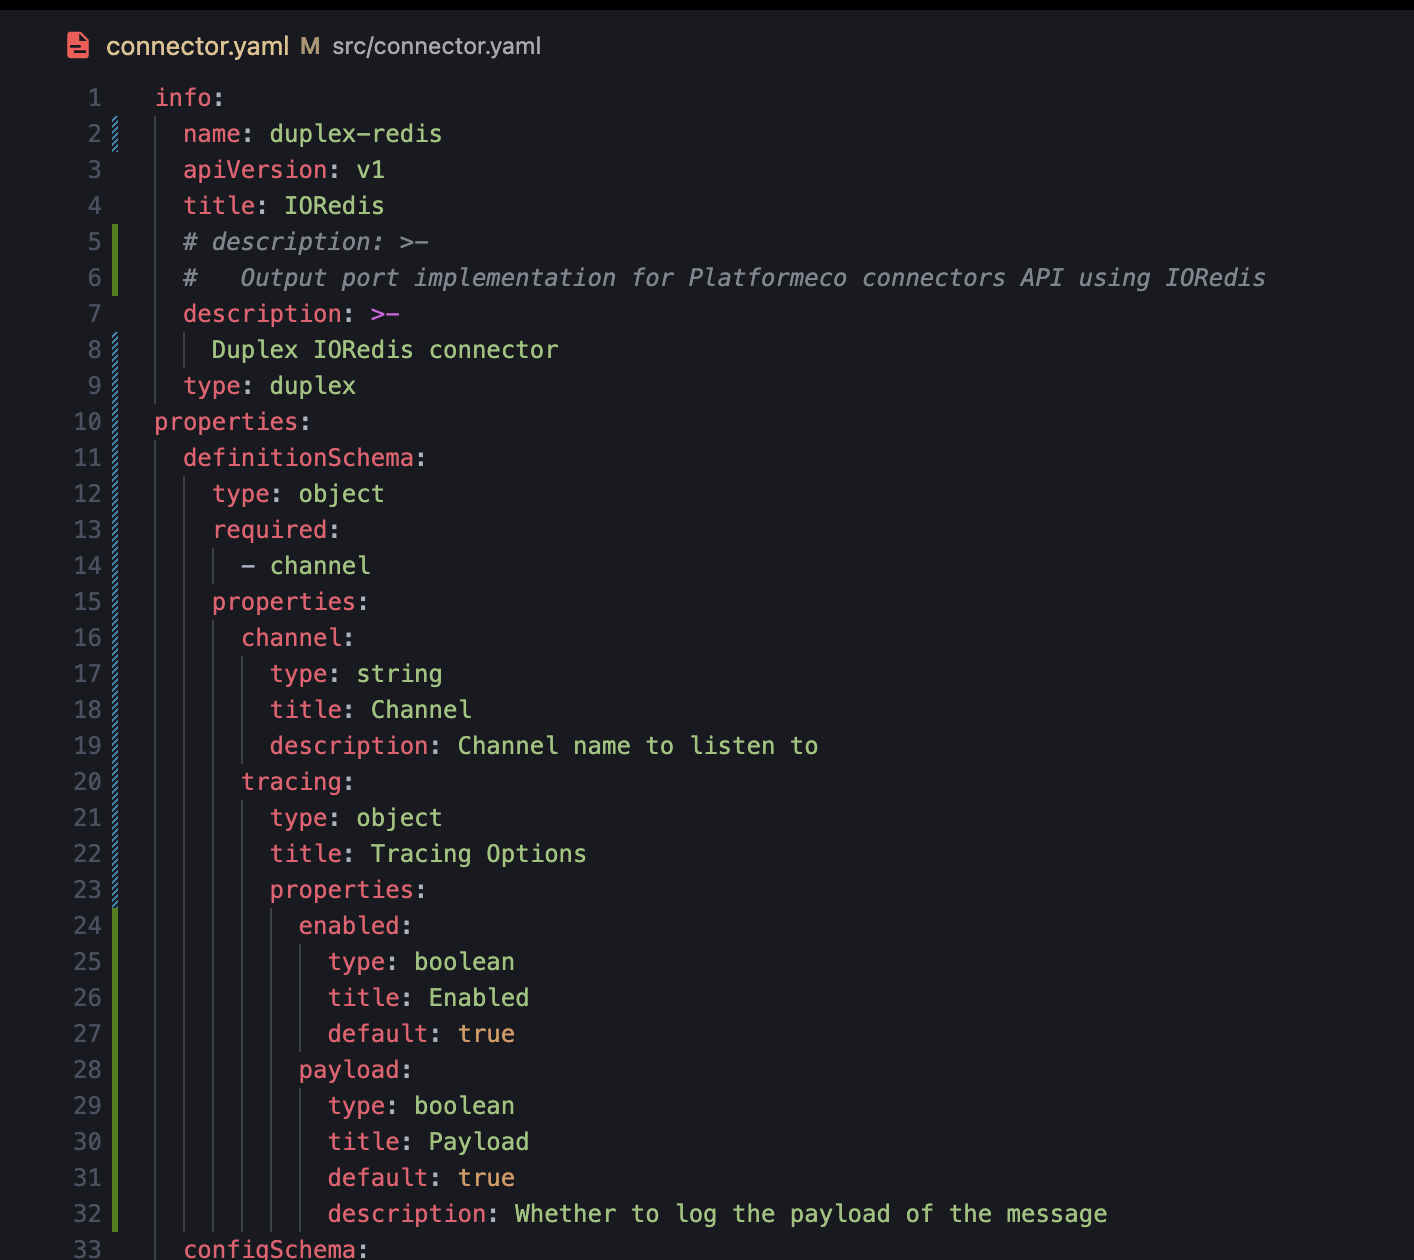 connector.yaml M src/connector.yaml
1 info:
2 name: duplex-redis
3 apiVersion: v1
4 title: IORedis
5 # description: >-
6 # Output port implementation for Platformeco connectors API using IORedis
7 description: >-
8 Duplex IORedis connector
9 type: duplex
10 properties:
11 definitionSchema:
12 type: object
13 required:
14 - channel
15 properties:
16 channel:
17 type: string
18 title: Channel
19 description: Channel name to listen to
20 tracing:
21 type: object
22 title: Tracing Options
23 properties:
24 enabled:
25 type: boolean
26 title: Enabled
27 default: true
28 payload:
29 type: boolean
30 title: Payload
31 default: true
32 description: Whether to log the payload of the message
33 configSchema: